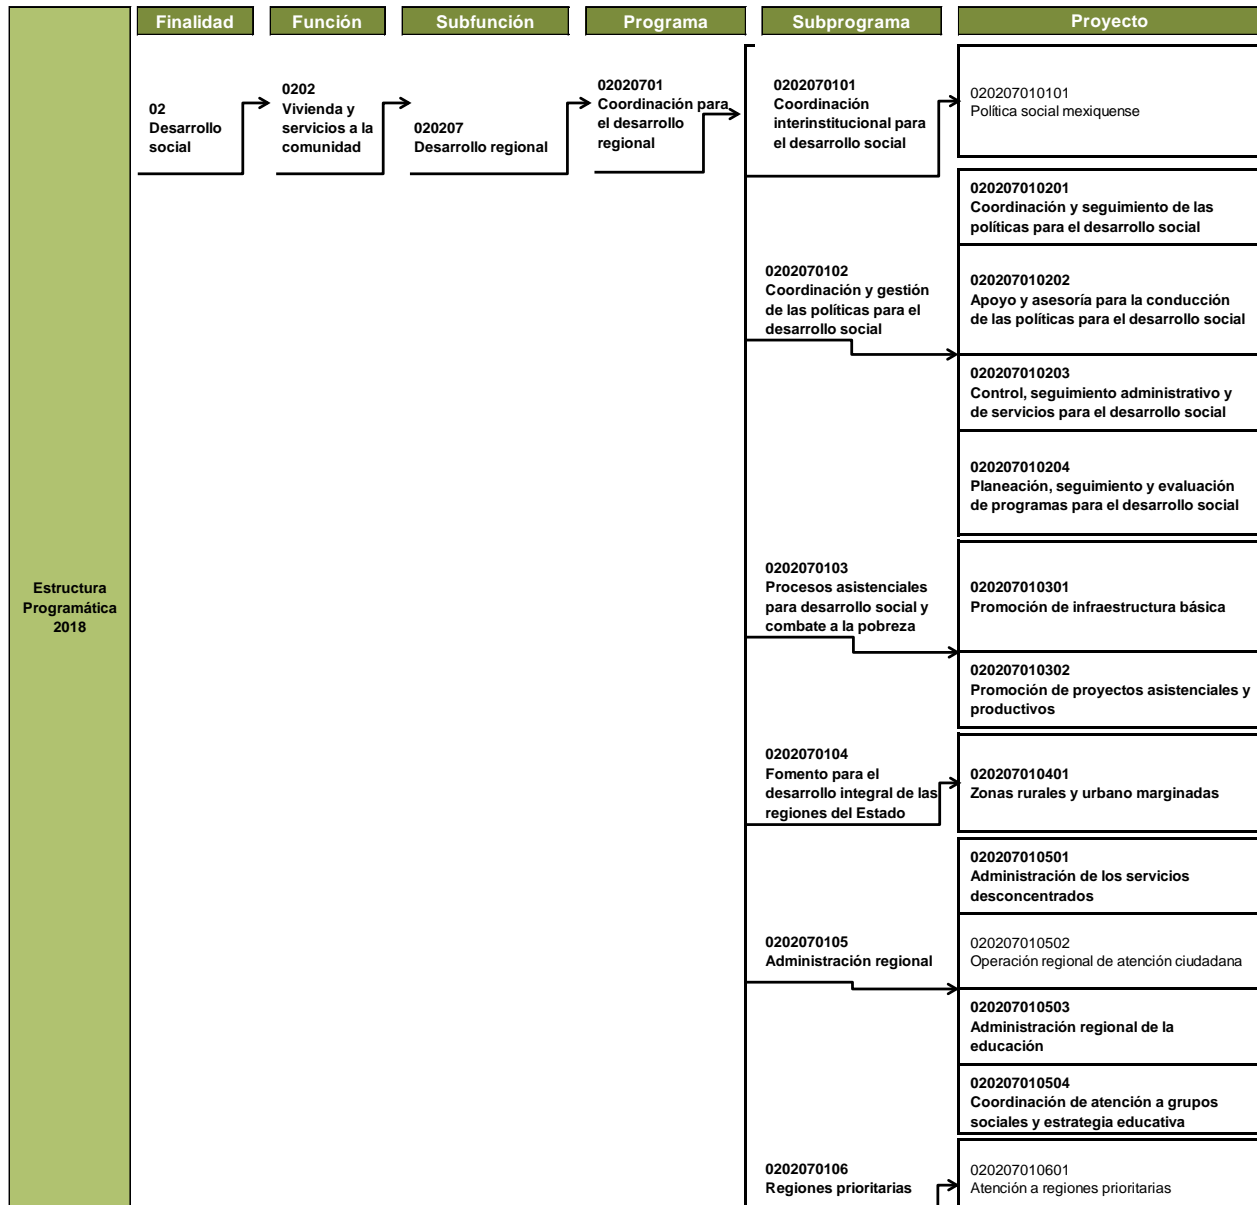 Finalidad
Función
Subfunción
Programa
Subprograma
Proyecto
Estructura
Programática
2018
02
Desarrollo
social
0202
Vivienda y
servicios a la
comunidad
020207
Desarrollo regional
02020701
Coordinación para
el desarrollo
regional
0202070101
Coordinación
interinstitucional para
el desarrollo social
020207010101
Política social mexiquense
0202070102
Coordinación y gestión
de las políticas para el
desarrollo social
020207010201
Coordinación y seguimiento de las
políticas para el desarrollo social
020207010202
Apoyo y asesoría para la conducción
de las políticas para el desarrollo social
020207010203
Control, seguimiento administrativo y
de servicios para el desarrollo social
020207010204
Planeación, seguimiento y evaluación
de programas para el desarrollo social
0202070103
Procesos asistenciales
para desarrollo social y
combate a la pobreza
020207010301
Promoción de infraestructura básica
020207010302
Promoción de proyectos asistenciales y
productivos
0202070104
Fomento para el
desarrollo integral de las
regiones del Estado
020207010401
Zonas rurales y urbano marginadas
0202070105
Administración regional
020207010501
Administración de los servicios
desconcentrados
020207010502
Operación regional de atención ciudadana
020207010503
Administración regional de la
educación
020207010504
Coordinación de atención a grupos
sociales y estrategia educativa
0202070106
Regiones prioritarias
020207010601
Atención a regiones prioritarias